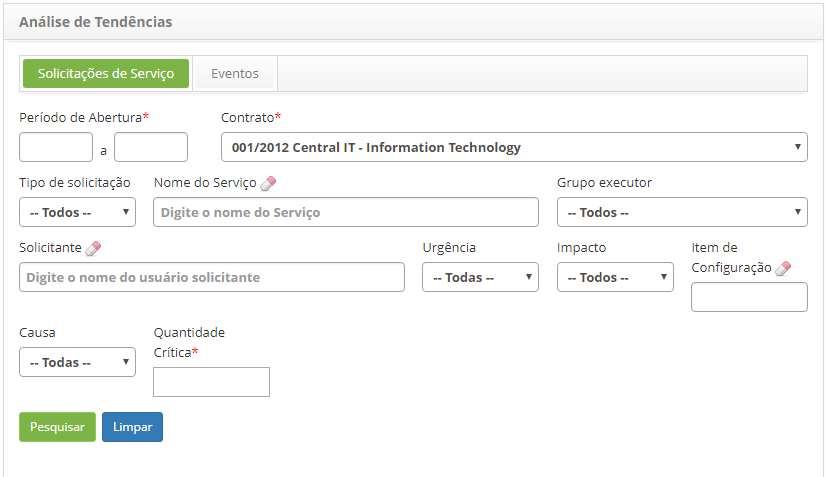 Análise de Tendências
Solicitações de Serviço Eventos
Período de Abertura* Contrato*
a 001/2012 Central IT - Information Technology
Tipo de solicitação Nome do Serviço Grupo executor
-- Todos -- Digite o nome do Serviço -- Todos --
Solicitante Urgência Impacto Item de
Configuração
Digite o nome do usuário solicitante -- Todas -- -- Todos --
Causa Quantidade
Crítica*
-- Todas --
Pesquisar Limpar